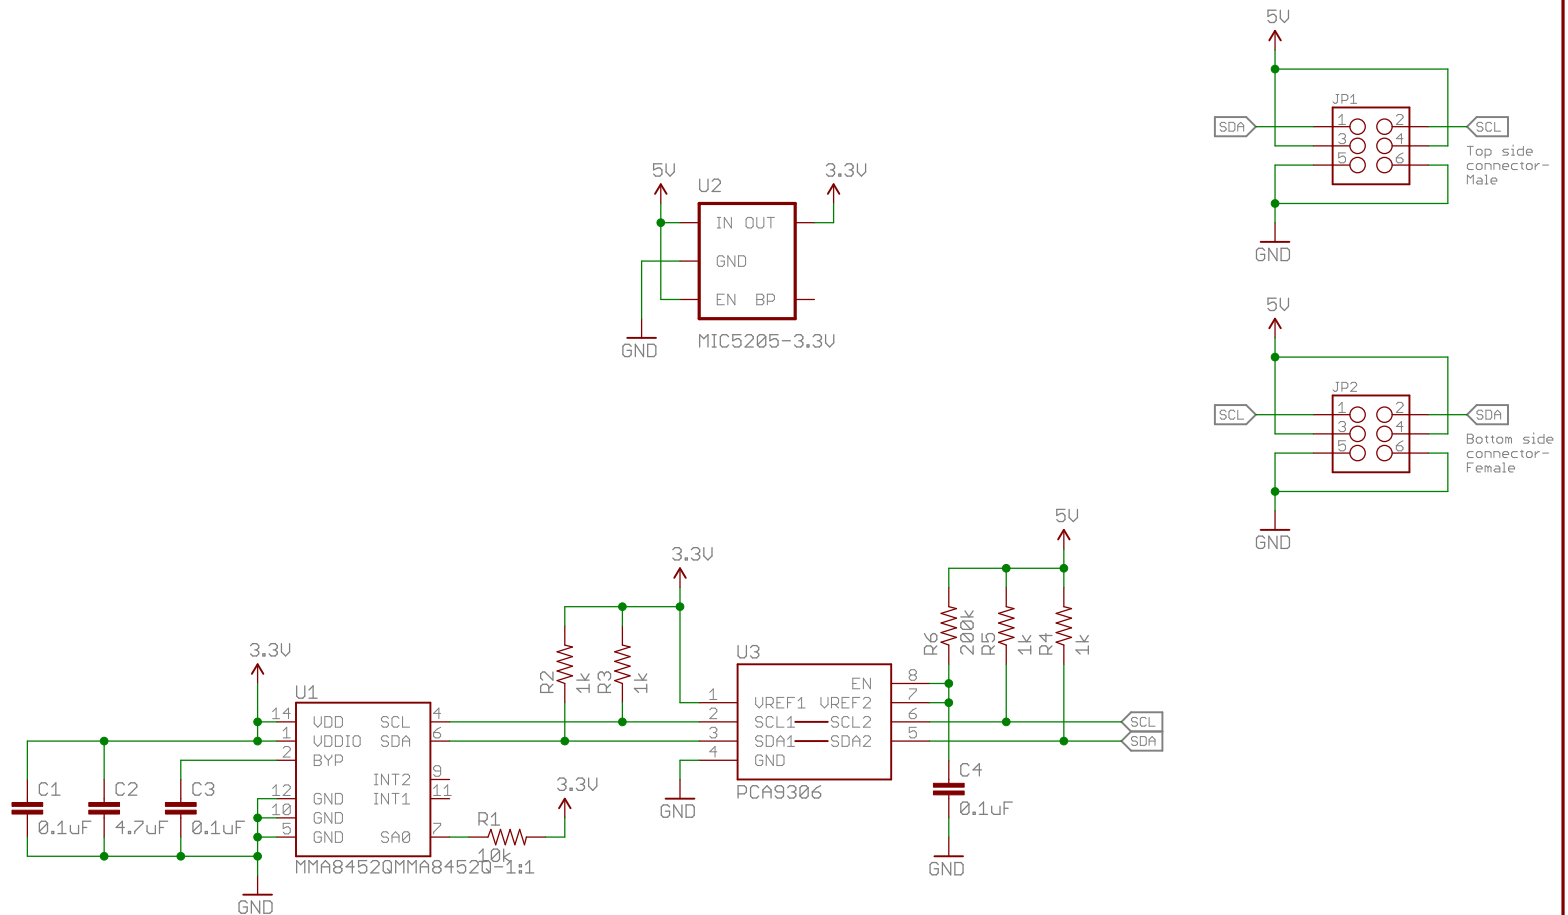 5V
JP1
SDA
1
2
SCL
3
4
5
6
Top side
connector-
Male
GND
5V
U2
3.3V
IN OUT
GND
EN BP
GND
MIC5205-3.3V
5V
JP2
SCL
1
2
SDA
3
4
5
6
Bottom side
connector-
Female
GND
3.3V
U1
14
VDD
SCL
4
1
VDDIO
SDA
6
2
BYP
INT2
9
12
GND
INT1
11
10
GND
5
GND
SA0
7
MMA8452QMMA8452Q-1:1
C1
0.1uF
C2
4.7uF
C3
0.1uF
GND
R1
10k
3.3V
3.3V
R2
1k
R3
1k
U3
EN
8
1
VREF1
VREF2
7
2
SCL1
SCL2
6
3
SDA1
SDA2
5
4
GND
PCA9306
GND
5V
R6
200k
R5
1k
R4
1k
SCL
SDA
C4
0.1uF
GND